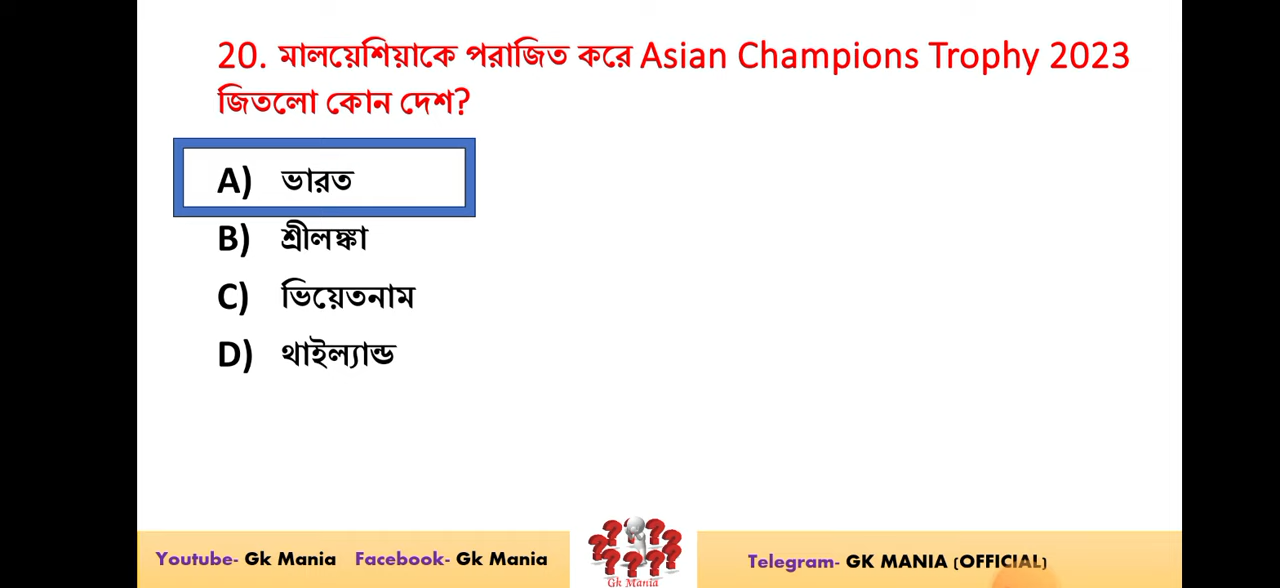 20. মালয়েশিয়াকে পরাজিত করে Asian Champions Trophy 2023
জিতলো কোন দেশ?
A) ভারত
B) শ্রীলঙ্কা
C) ভিয়েতনাম
D) থাইল্যান্ড
Youtube- Gk Mania Facebook- Gk Mania
Gk Mania
Telegram- GK MANIA (OFFICIAL)